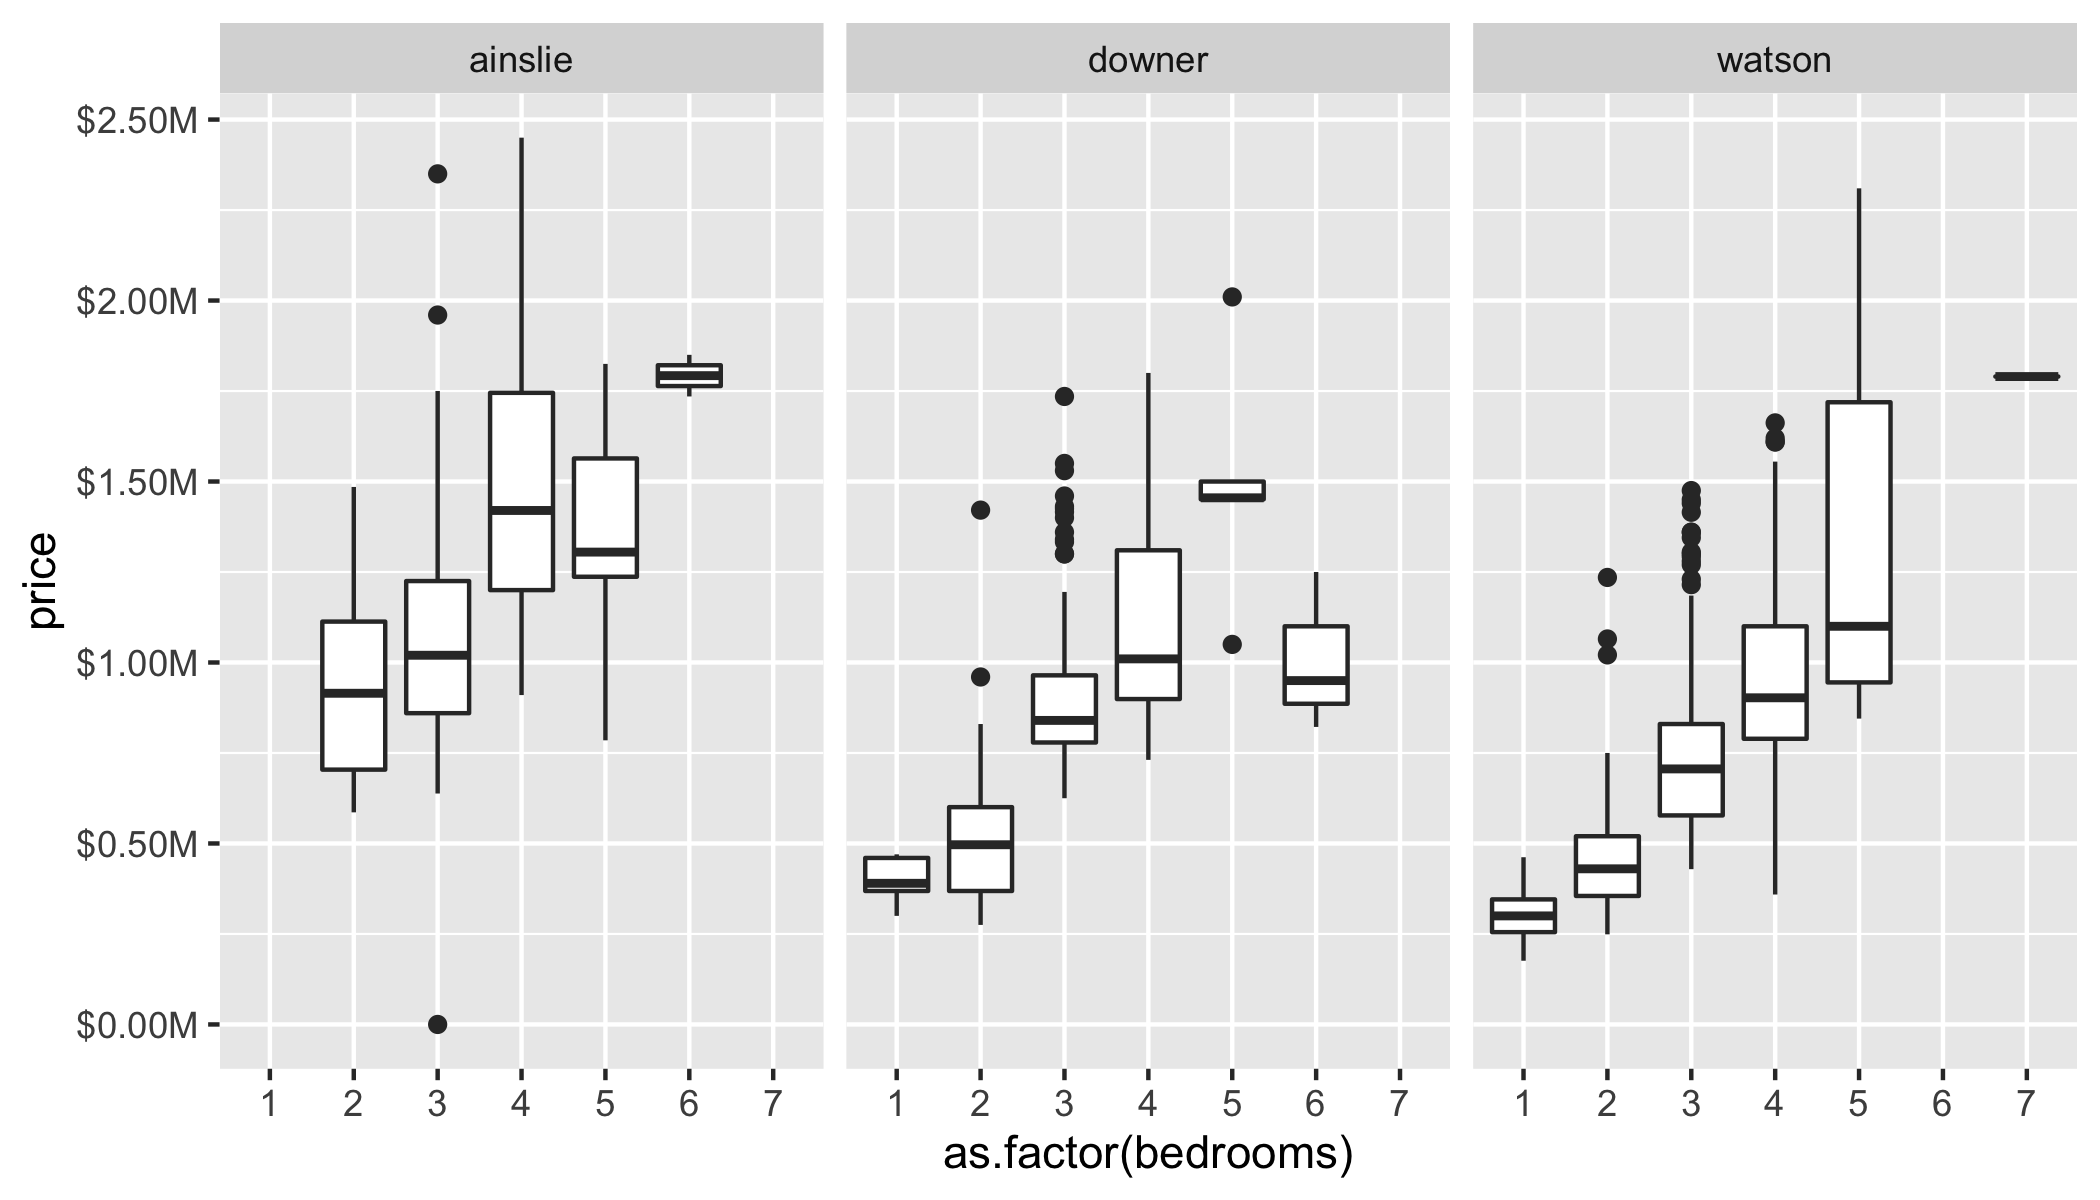 ainslie downer watson
$2.50M
$2.00M
$1.50M
$1.00M
$0.50M
$0.00M
price
1 2 3 4 5 6 7 1 2 3 4 5 6 7 1 2 3 4 5 6 7
as.factor(bedrooms)